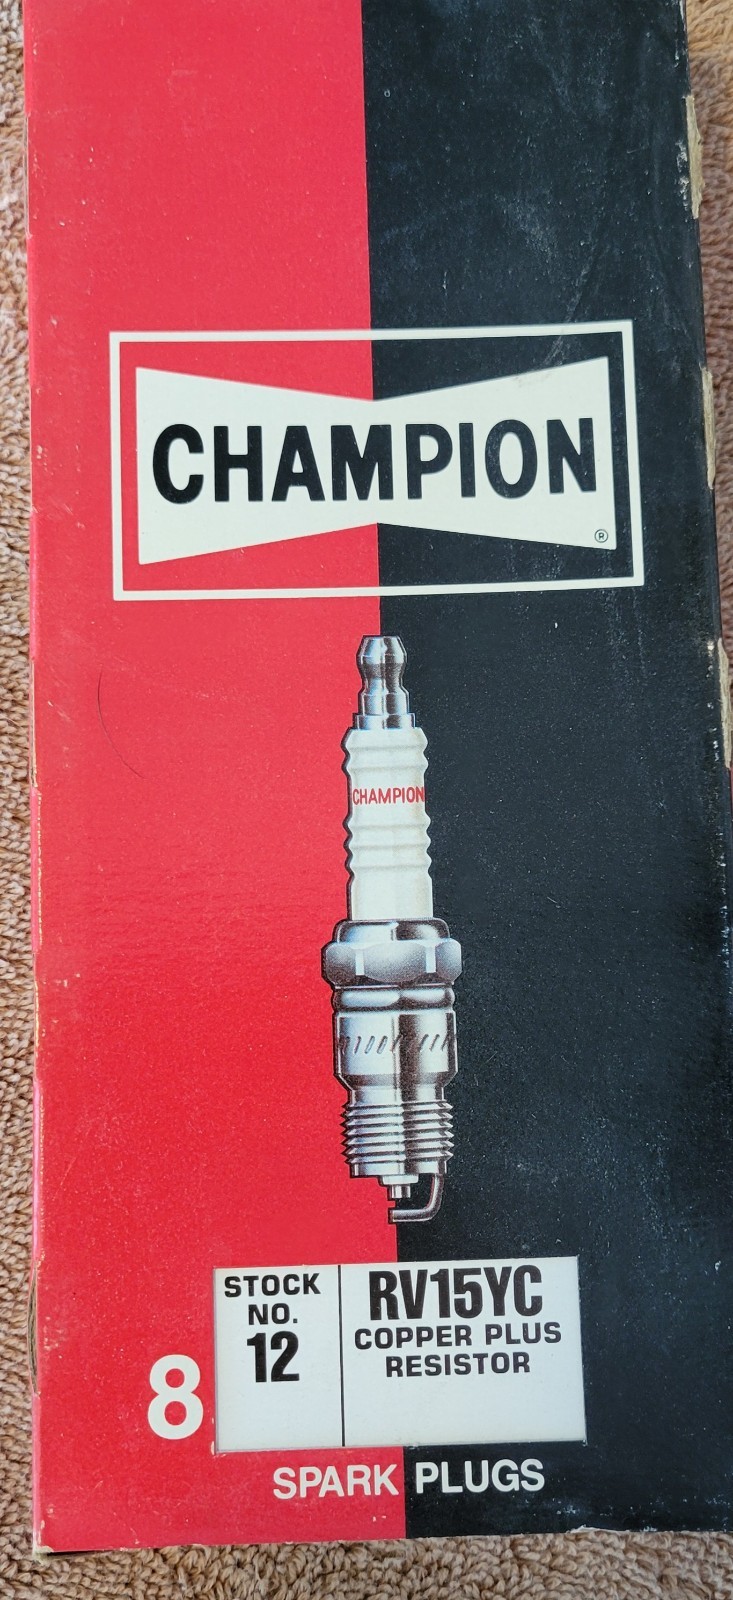 CHAMPION
®
CHAMPION
STOCK
NO.
12
RV15YC
COPPER PLUS
RESISTOR
8
SPARK PLUGS